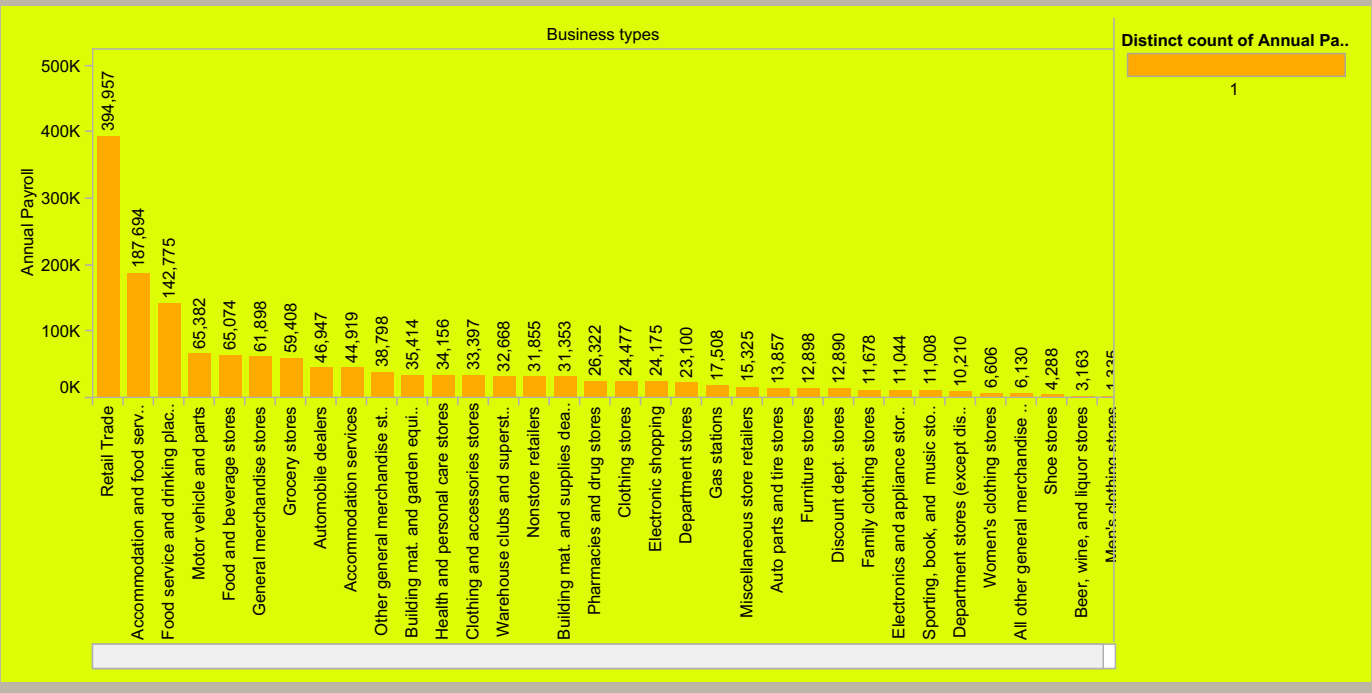 Business types
Distinct count of Annual Pa..
1
Annual Payroll
500K
400K
300K
200K
100K
0K
394,957
187,694
142,775
65,382
65,074
61,898
59,408
46,947
44,919
38,798
35,414
34,156
33,397
32,668
31,855
31,353
26,322
24,477
24,175
23,100
17,508
15,325
13,857
12,898
12,890
11,678
11,044
11,008
10,210
6,606
6,130
4,288
3,163
Retail Trade
Accommodation and food serv..
Food service and drinking plac..
Motor vehicle and parts
Food and beverage stores
General merchandise stores
Grocery stores
Automobile dealers
Accommodation services
Other general merchandise st..
Building mat. and garden equi..
Health and personal care stores
Clothing and accessories stores
Warehouse clubs and superst..
Nonstore retailers
Building mat. and supplies dea..
Pharmacies and drug stores
Clothing stores
Electronic shopping
Department stores
Gas stations
Miscellaneous store retailers
Auto parts and tire stores
Furniture stores
Discount dept. stores
Family clothing stores
Electronics and appliance stor..
Sporting, book, and music sto..
Department stores (except dis..
Women's clothing stores
All other general merchandise ..
Shoe stores
Beer, wine, and liquor stores
Men's clothing stores